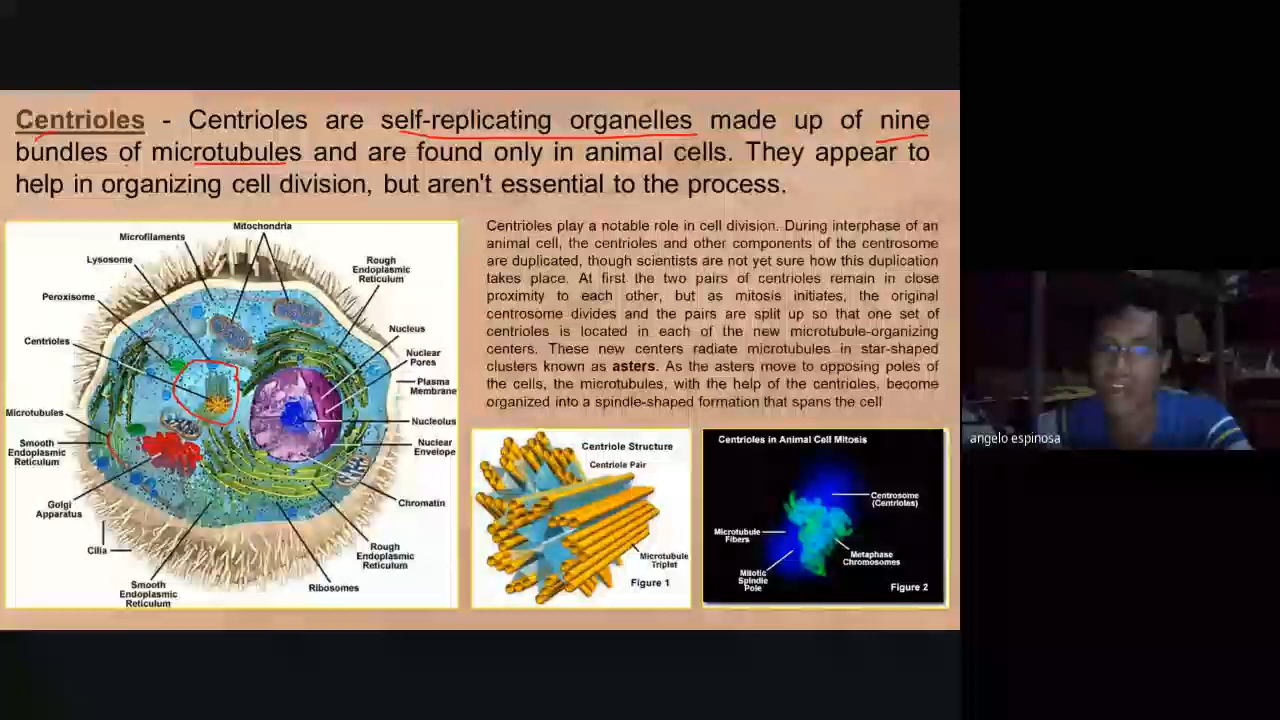 Centrioles - Centrioles are self-replicating organelles made up of nine
bundles of microtubules and are found only in animal cells. They appear to
help in organizing cell division, but aren't essential to the process.
Mitochondria
Microfilaments
Lysosome
Rough
Endoplasmic
Reticulum
Peroxisome
Nucleus
Centrioles
Nuclear
Pores
Plasma
Membrane
Microtubules
Nucleolus
Smooth
Endoplasmic
Reticulum
Nuclear
Envelope
Golgi
Apparatus
Chromatin
Cilia
Rough
Endoplasmic
Reticulum
Smooth
Endoplasmic
Reticulum
Ribosomes
Centrioles play a notable role in cell division. During interphase of an
animal cell, the centrioles and other components of the centrosome
are duplicated, though scientists are not yet sure how this duplication
takes place. At first the two pairs of centrioles remain in close
proximity to each other, but as mitosis initiates, the original
centrosome divides and the pairs are split up so that one set of
centrioles is located in each of the new microtubule-organizing
centers. These new centers radiate microtubules in star-shaped
clusters known as asters. As the asters move to opposing poles of
the cells, the microtubules, with the help of the centrioles, become
organized into a spindle-shaped formation that spans the cell
Centriole Structure
Centriole Pair
Microtubule
Triplet
Figure 1
Centrioles in Animal Cell Mitosis
Centrosome
(Centrioles)
Microtubule
Fibers
Metaphase
Chromosomes
Mitotic
Spindle
Pole
Figure 2
angelo espinosa